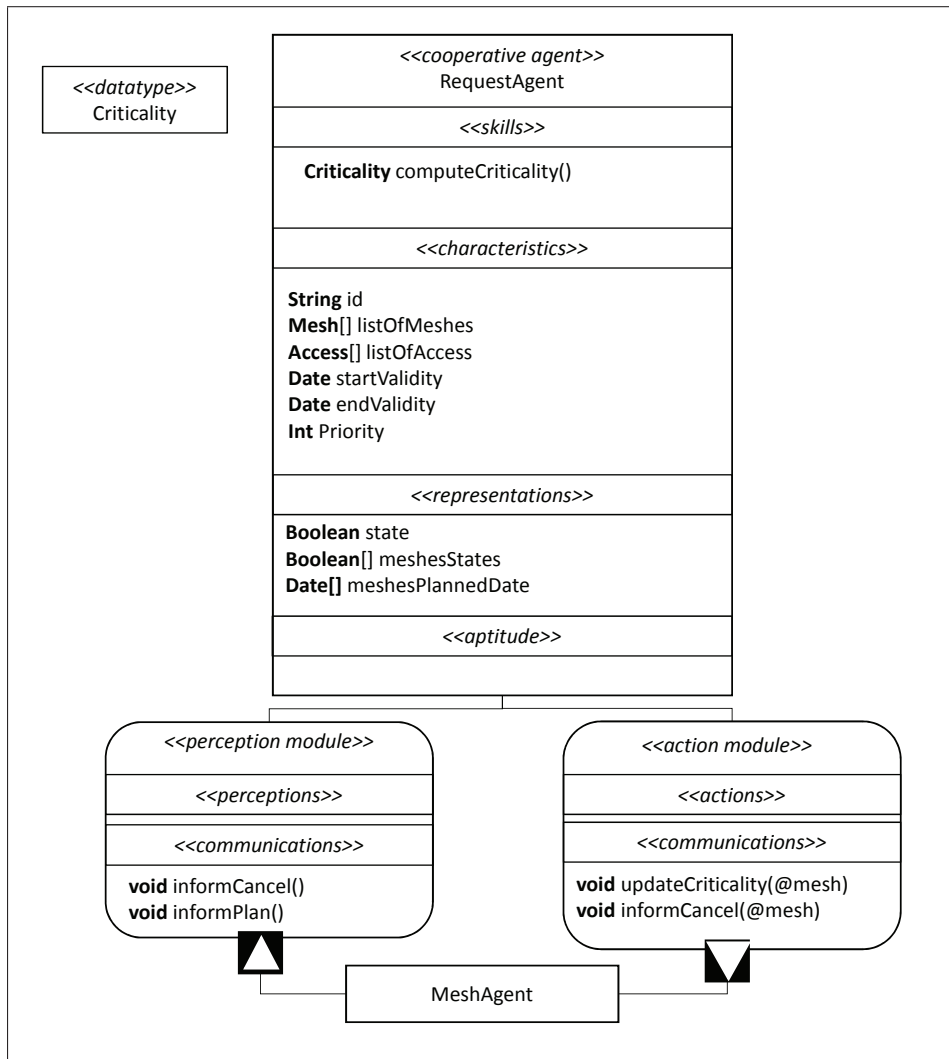 <<datatype>>
Criticality
<<cooperative agent>>
RequestAgent
<<skills>>
Criticality computeCriticality()
<<characteristics>>
String id
Mesh[] listOfMeshes
Access[] listOfAccess
Date startValidity
Date endValidity
Int Priority
<<representations>>
Boolean state
Boolean[] meshesStates
Date[] meshesPlannedDate
<<aptitude>>
<<perception module>>
<<perceptions>>
<<communications>>
void informCancel()
void informPlan()
<<action module>>
<<actions>>
<<communications>>
void updateCriticality(@mesh)
void informCancel(@mesh)
MeshAgent